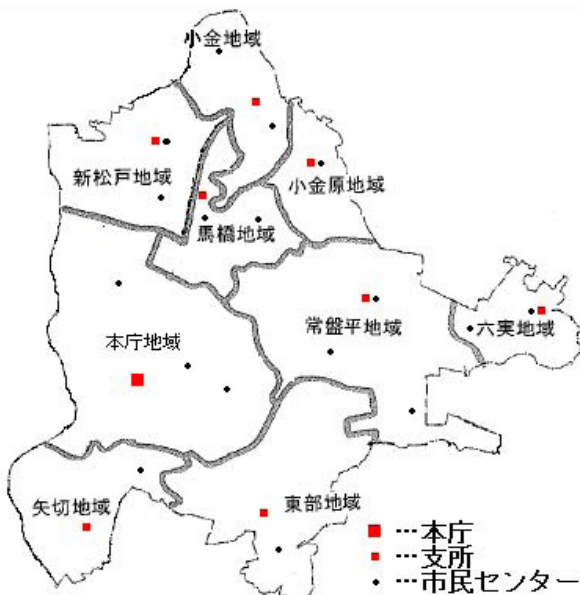 小金地域
新松戸地域
小金原地域
馬橋地域
常盤平地域
六実地域
本庁地域
矢切地域
東部地域
…本庁
…支所
…市民センター